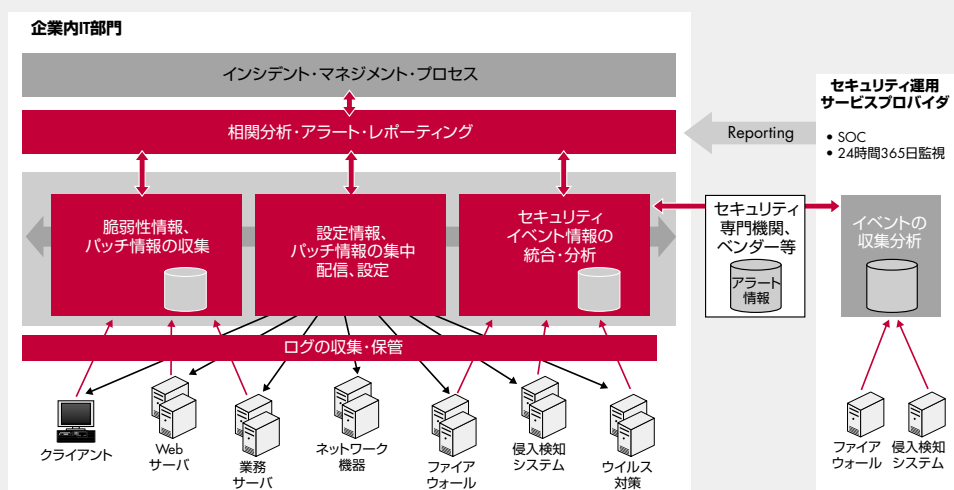 企業内IT部門
インシデント・マネジメント・プロセス
相関分析・アラート・レポーティング
Reporting
セキュリティ運用
サービスプロバイダ
• SOC
• 24時間365日監視
脆弱性情報、
パッチ情報の収集
設定情報、
パッチ情報の集中
配信、設定
セキュリティ
イベント情報の
統合・分析
セキュリティ
専門機関、
ベンダー等
アラート
情報
イベントの
収集分析
ログの収集・保管
クライアント
Web
サーバ
業務
サーバ
ネットワーク
機器
ファイア
ウォール
侵入検知
システム
ウイルス
対策
ファイア
ウォール
侵入検知
システム